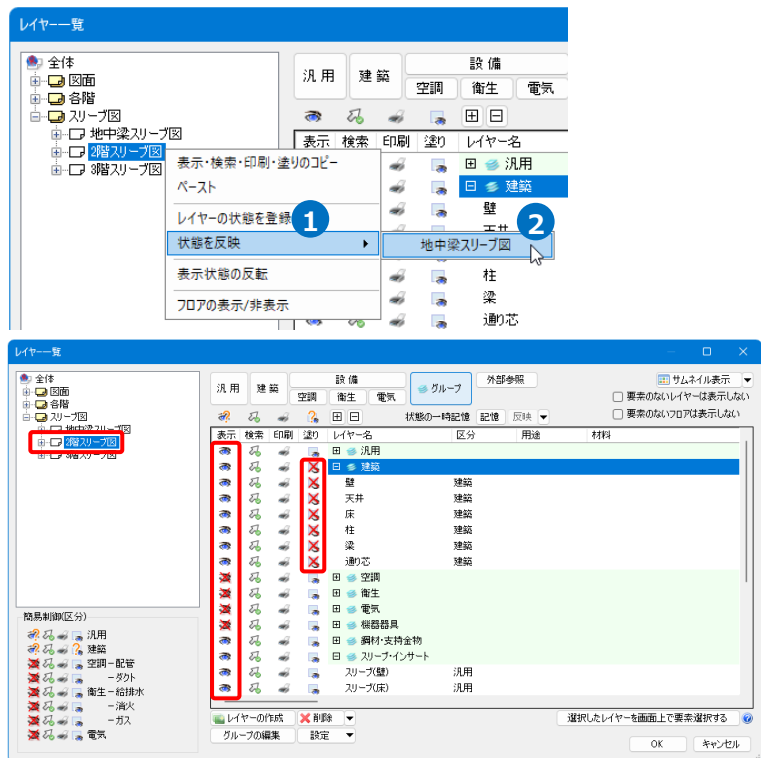 レイヤー一覧
全体
図面
各階
スリーブ図
地中梁スリーブ図
2階スリーブ図
3階スリーブ図
汎用
建築
設備
空調
衛生
電気
表示
検索
印刷
塗り
レイヤー名
汎用
建築
壁
柱
梁
通り芯
表示・検索・印刷・塗りのコピー
ペースト
レイヤーの状態を登録
1
状態を反映
表示状態の反転
フロアの表示/非表示
2
地中梁スリーブ図
レイヤー一覧
全体
図面
各階
スリーブ図
2階スリーブ図
汎用
建築
設備
空調
衛生
電気
グループ
外部参照
サムネイル表示
要素のないレイヤーは表示しない
要素のないフロアは表示しない
状態の一時記憶
記憶
反映
表示 検索 印刷 塗り レイヤー名 区分 用途 材料
汎用
建築
壁 建築
天井 建築
床 建築
柱 建築
梁 建築
通り芯 建築
空調
衛生
電気
機器器具
鋼材・支持金物
スリーブ・インサート
スリーブ(壁) 汎用
スリーブ(床) 汎用
簡易制御(区分)
汎用
建築
空調-配管
-ダクト
衛生-給排水
-消火
-ガス
電気
レイヤーの作成
削除
選択したレイヤーを画面上で要素選択する
グループの編集
設定
OK
キャンセル